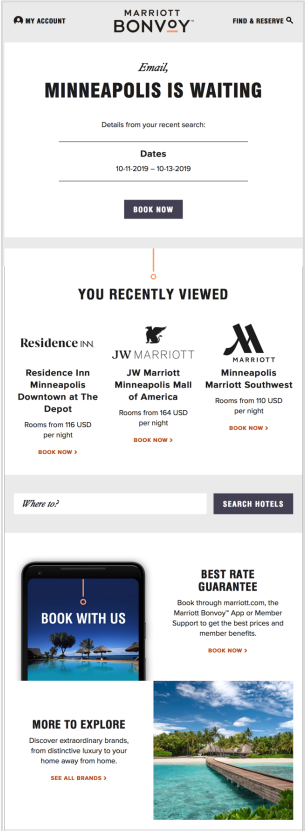 MY ACCOUNT
MARRIOTT
BONVOY
FIND & RESERVE
Email,
MINNEAPOLIS IS WAITING
Details from your recent search:
Dates
10-11-2019 – 10-13-2019
BOOK NOW
YOU RECENTLY VIEWED
Residence INN
Residence Inn
Minneapolis
Downtown at The
Depot
Rooms from 116 USD
per night
BOOK NOW >
JW MARRIOTT
JW Marriott
Minneapolis Mall
of America
Rooms from 164 USD
per night
BOOK NOW >
MARRIOTT
Minneapolis
Marriott Southwest
Rooms from 110 USD
per night
BOOK NOW >
Where to?
SEARCH HOTELS
BOOK WITH US
BEST RATE
GUARANTEE
Book through marriott.com, the
Marriott Bonvoy™ App or Member
Support to get the best prices and
member benefits.
BOOK NOW >
MORE TO EXPLORE
Discover extraordinary brands,
from distinctive luxury to your
home away from home.
SEE ALL BRANDS >